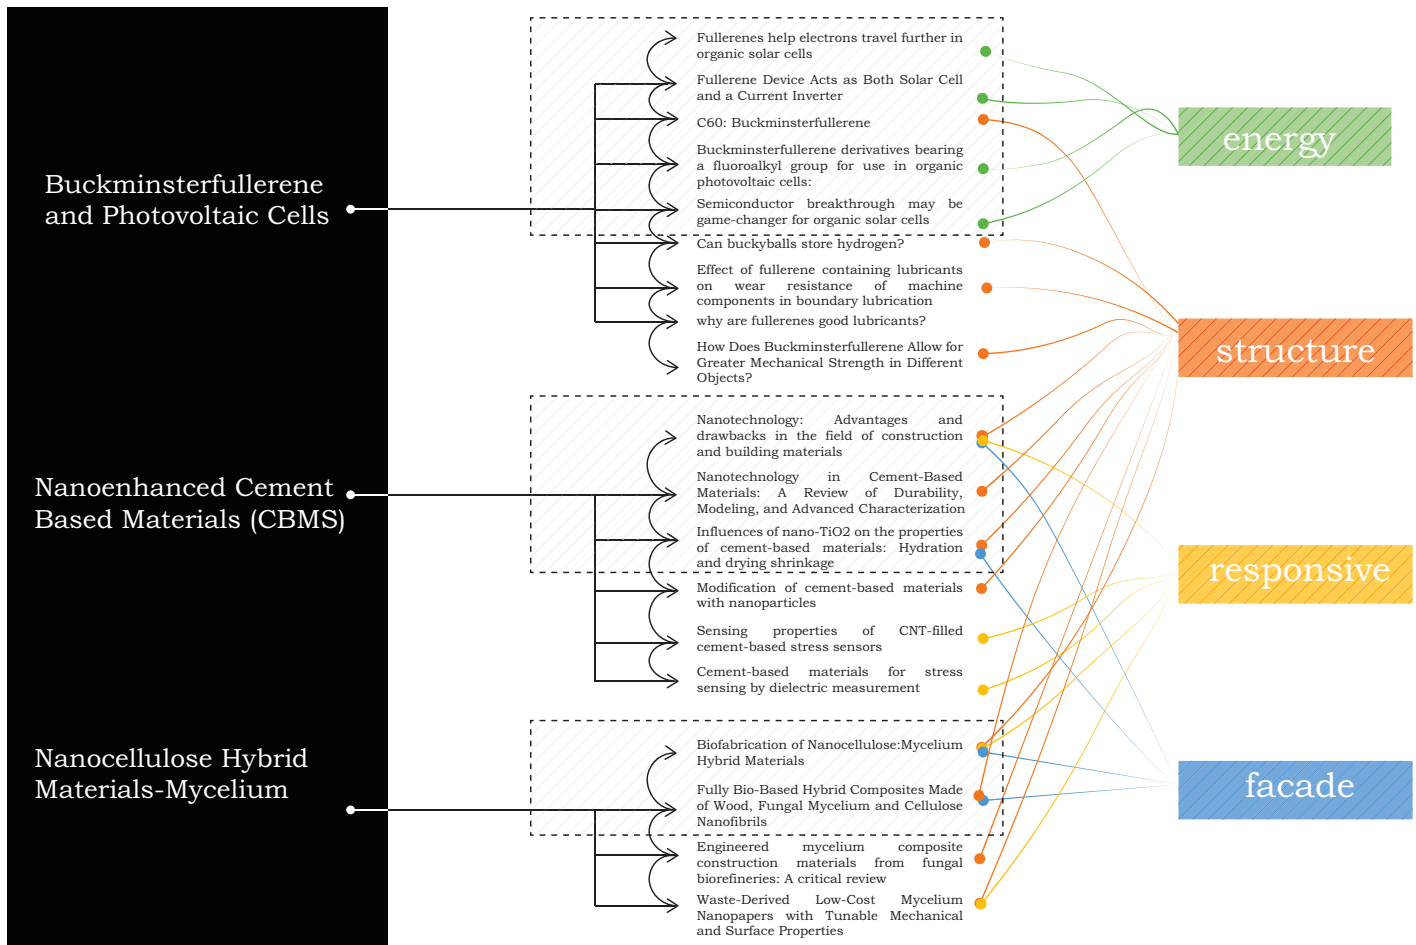 Buckminsterfullerene
and Photovoltaic Cells
Fullerenes help electrons travel further in
organic solar cells
Fullerene Device Acts as Both Solar Cell
and a Current Inverter
C60: Buckminsterfullerene
Buckminsterfullerene derivatives bearing
a fluoroalkyl group for use in organic
photovoltaic cells:
Semiconductor breakthrough may be
game-changer for organic solar cells
Can buckyballs store hydrogen?
Effect of fullerene containing lubricants
on wear resistance of machine
components in boundary lubrication
why are fullerenes good lubricants?
How Does Buckminsterfullerene Allow for
Greater Mechanical Strength in Different
Objects?
Nanoenhanced Cement
Based Materials (CBMS)
Nanotechnology: Advantages and
drawbacks in the field of construction
and building materials
Nanotechnology in Cement-Based
Materials: A Review of Durability,
Modeling, and Advanced Characterization
Influences of nano-TiO2 on the properties
of cement-based materials: Hydration
and drying shrinkage
Modification of cement-based materials
with nanoparticles
Sensing properties of CNT-filled
cement-based stress sensors
Cement-based materials for stress
sensing by dielectric measurement
Nanocellulose Hybrid
Materials-Mycelium
Biofabrication of Nanocellulose:Mycelium
Hybrid Materials
Fully Bio-Based Hybrid Composites Made
of Wood, Fungal Mycelium and Cellulose
Nanofibrils
Engineered mycelium composite
construction materials from fungal
biorefineries: A critical review
Waste-Derived Low-Cost Mycelium
Nanopapers with Tunable Mechanical
and Surface Properties
energy
structure
responsive
facade